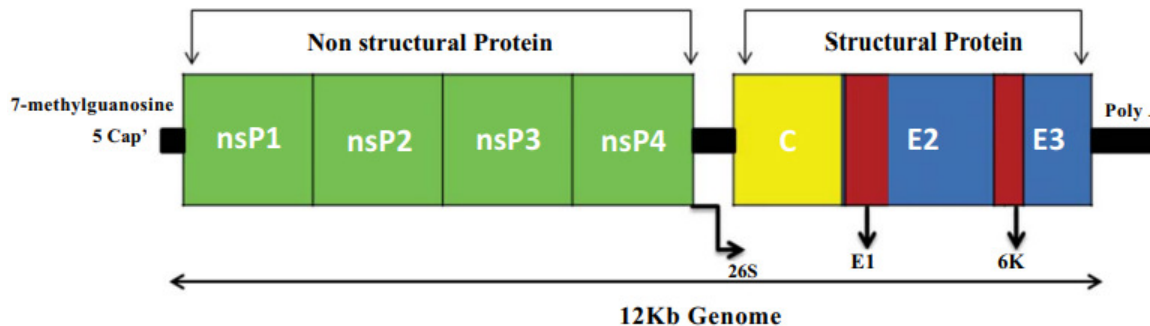 Non structural Protein
Structural Protein
7-methylguanosine
5 Cap’
nsP1
nsP2
nsP3
nsP4
C
E2
E3
Poly
26S
E1
6K
12Kb Genome